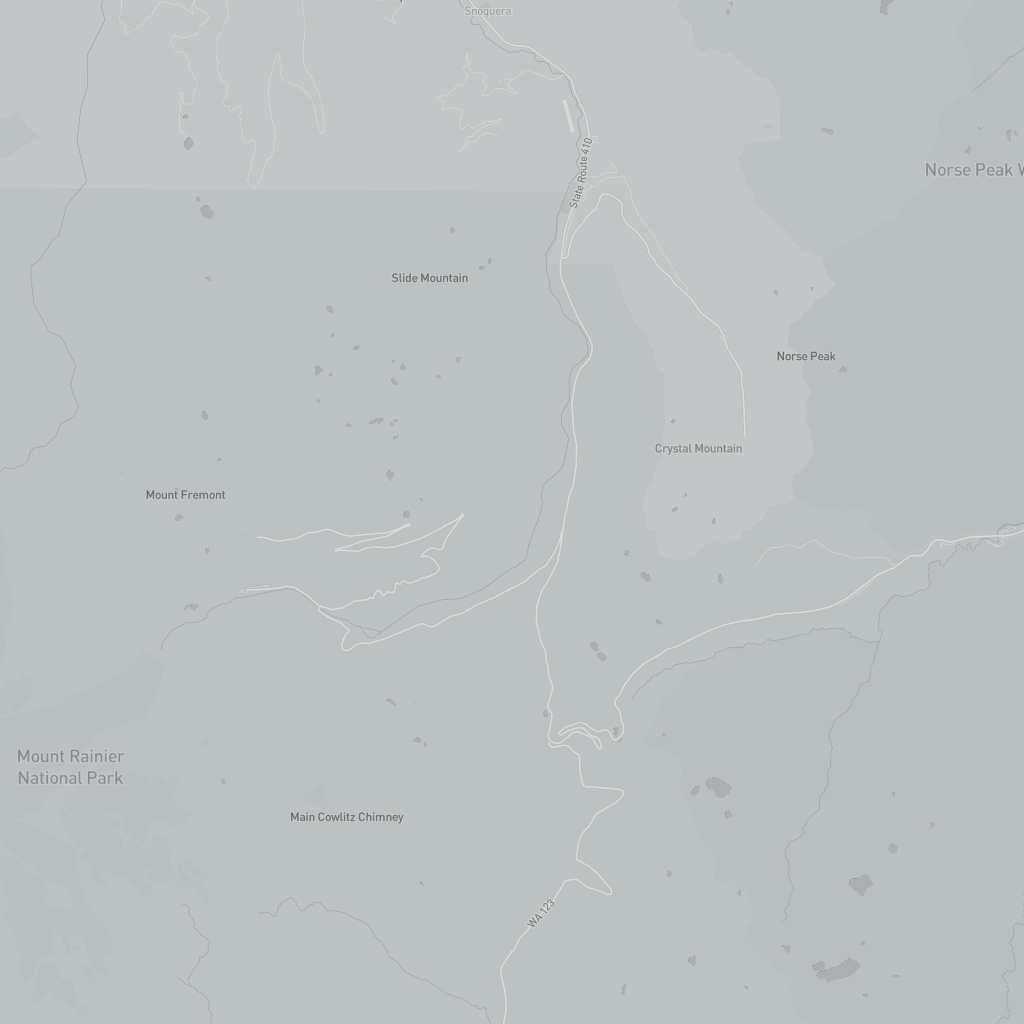 Snoquera
State Route 410
Norse Peak W
Slide Mountain
Norse Peak
Crystal Mountain
Mount Fremont
Mount Rainier
National Park
Main Cowlitz Chimney
WA 123